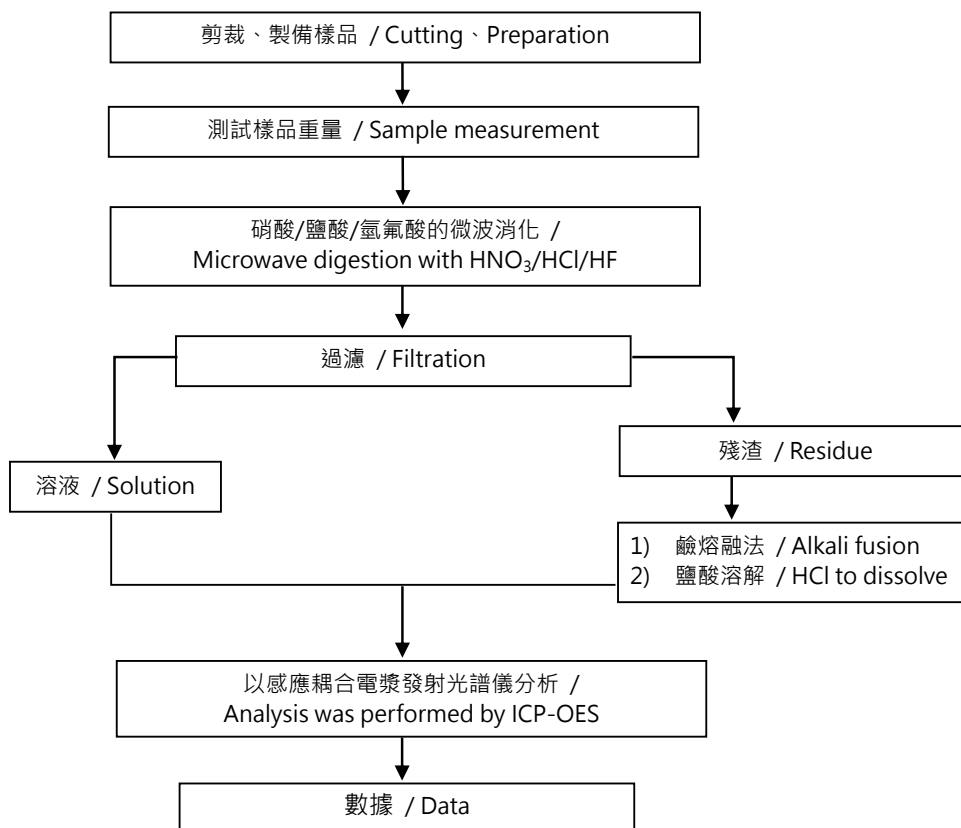 剪裁、製備樣品 / Cutting、Preparation
測試樣品重量 / Sample measurement
硝酸/鹽酸/氫氟酸的微波消化 /
Microwave digestion with HNO₃/HCl/HF
過濾 / Filtration
溶液 / Solution
殘渣 / Residue
1) 鹼熔融法 / Alkali fusion
2) 鹽酸溶解 / HCl to dissolve
以感應耦合電漿發射光譜儀分析 /
Analysis was performed by ICP-OES
數據 / Data